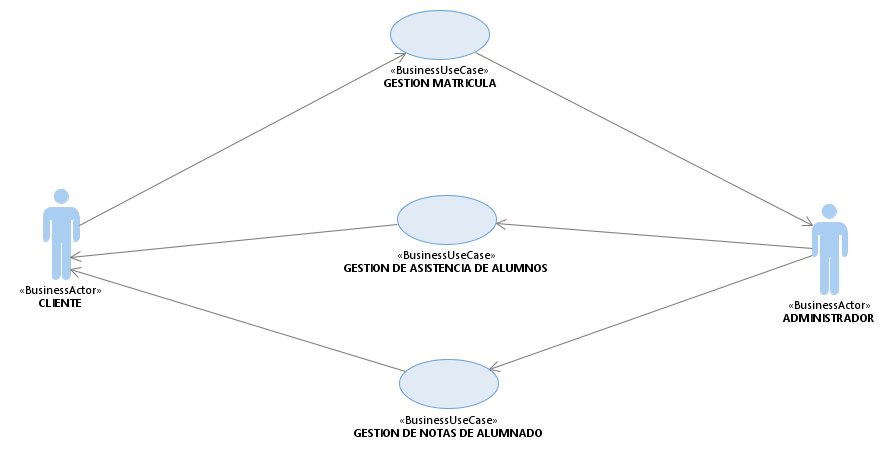 «BusinessUseCase»
GESTION MATRICULA
«BusinessUseCase»
GESTION DE ASISTENCIA DE ALUMNOS
«BusinessActor»
CLIENTE
«BusinessActor»
ADMINISTRADOR
«BusinessUseCase»
GESTION DE NOTAS DE ALUMNADO